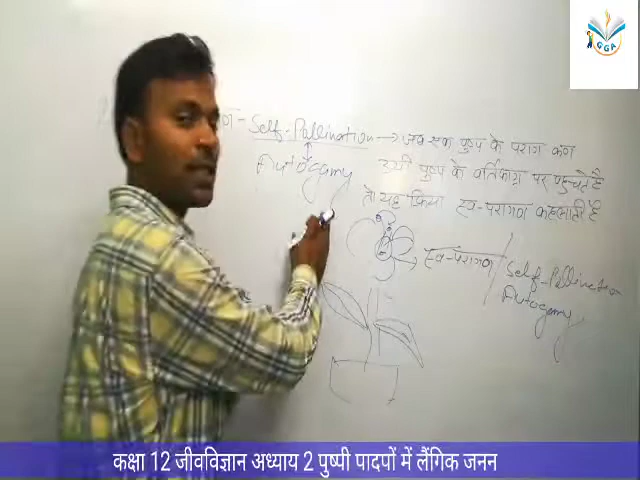 ण - Self-Pollination → जब एक पुष्प के पराग कण
उसी पुष्प के वर्तिकाग्र पर पहुचते है
Autogamy
तो यह क्रिया स्व-परागण कहलाती है
स्व-परागण / Self-Pollination
Autogamy
कक्षा 12 जीवविज्ञान अध्याय 2 पुष्पी पादपों में लैंगिक जनन
GGA